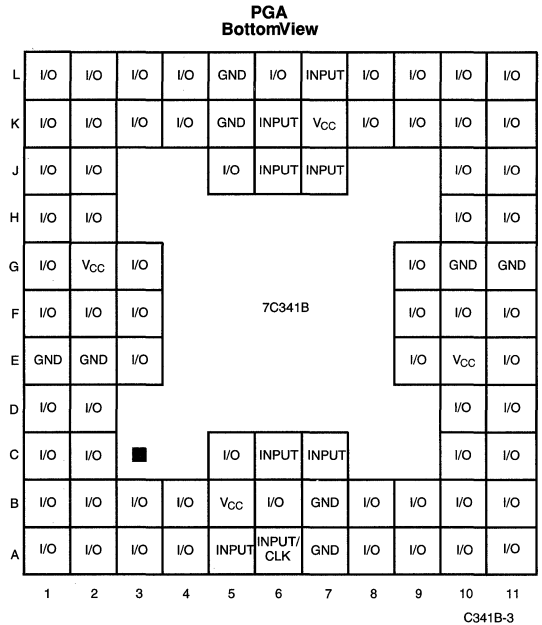 PGA
BottomView
L I/O I/O I/O I/O GND I/O INPUT I/O I/O I/O I/O
K I/O I/O I/O I/O GND INPUT VCC I/O I/O I/O I/O
J I/O I/O I/O INPUT INPUT I/O I/O
H I/O I/O I/O I/O
G I/O VCC I/O I/O GND GND
F I/O I/O I/O 7C341B I/O I/O I/O
E GND GND I/O I/O VCC I/O
D I/O I/O I/O I/O
C I/O I/O I/O INPUT INPUT I/O I/O
B I/O I/O I/O I/O VCC I/O GND I/O I/O I/O I/O
A I/O I/O I/O I/O INPUT INPUT/
CLK GND I/O I/O I/O I/O
1 2 3 4 5 6 7 8 9 10 11
C341B-3